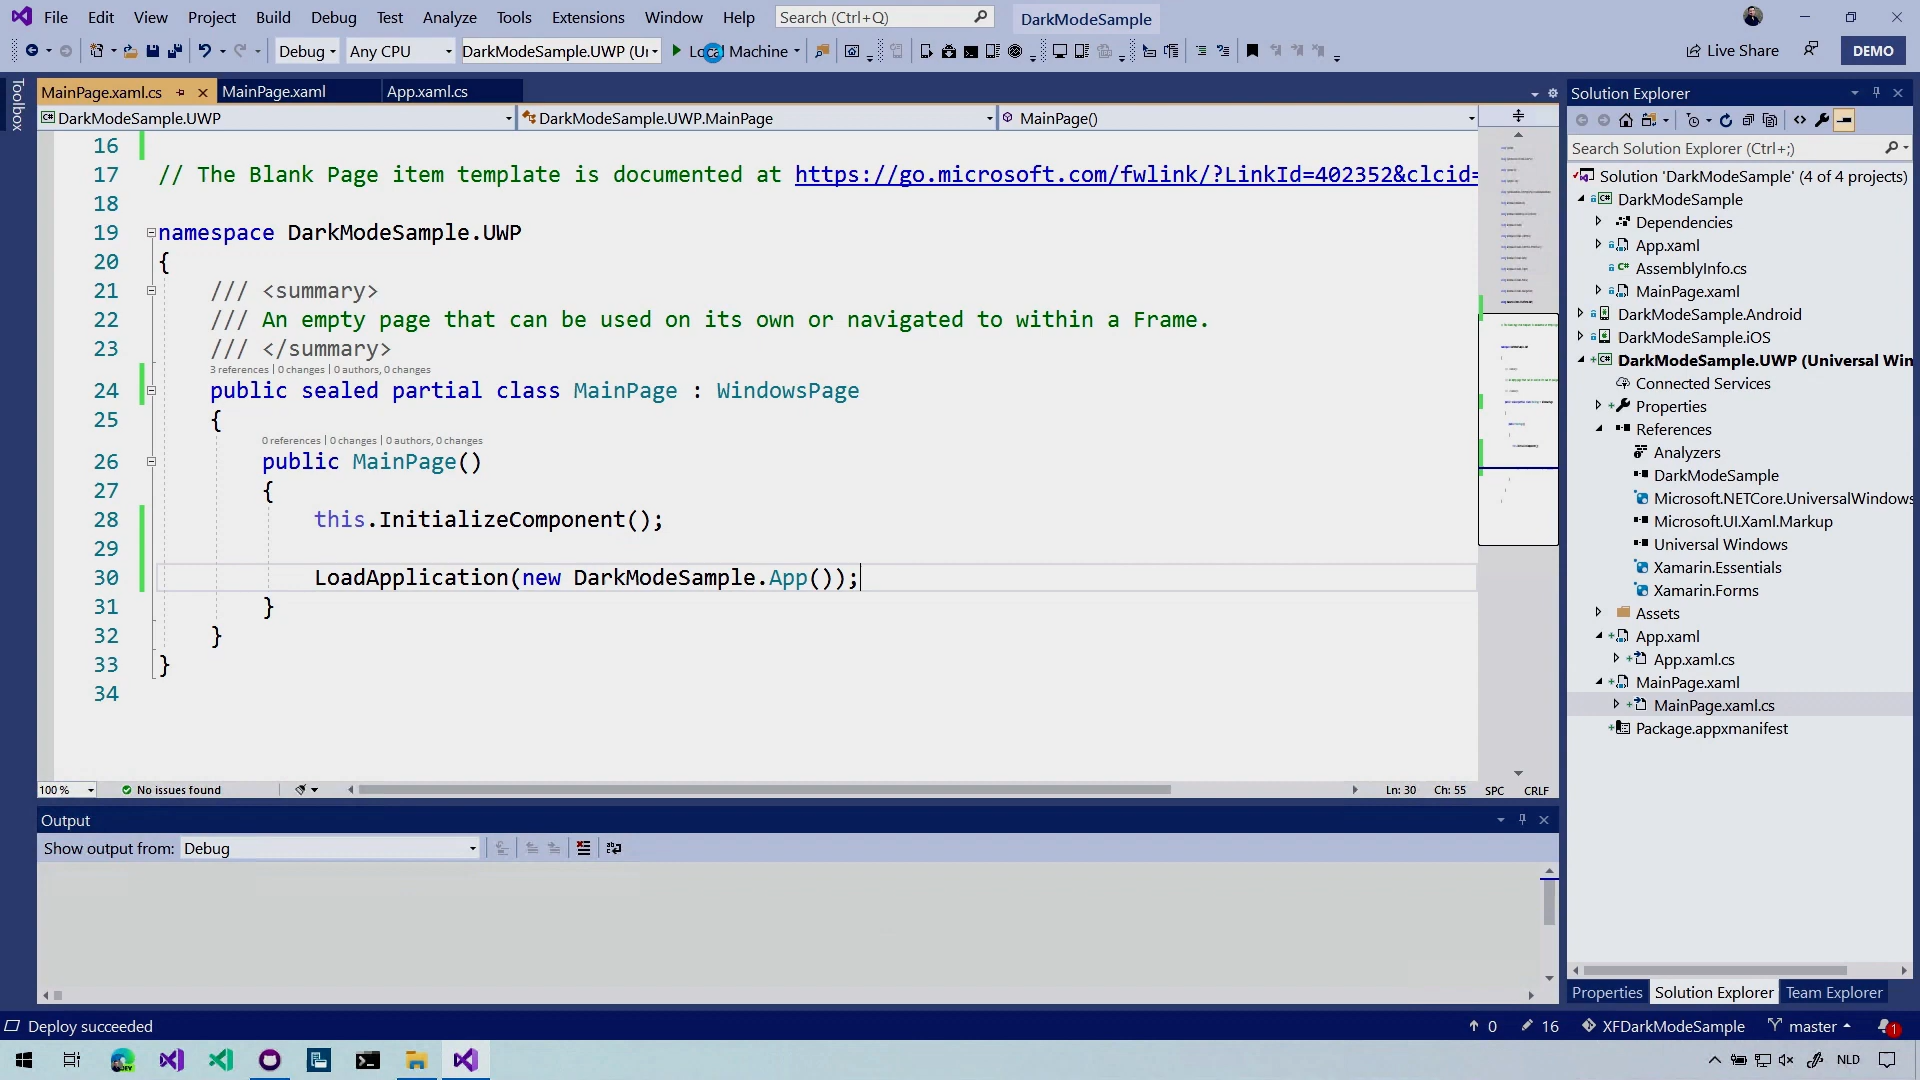 File Edit View Project Build Debug Test Analyze Tools Extensions Window Help Search (Ctrl+Q) DarkModeSample
Debug Any CPU DarkModeSample.UWP (Ur Local Machine Live Share DEMO
Toolbox
MainPage.xaml.cs MainPage.xaml App.xaml.cs
DarkModeSample.UWP DarkModeSample.UWP.MainPage MainPage()
16
17 // The Blank Page item template is documented at https://go.microsoft.com/fwlink/?LinkId=402352&clcid=
18
19 namespace DarkModeSample.UWP
20 {
21 /// <summary>
22 /// An empty page that can be used on its own or navigated to within a Frame.
23 /// </summary>
3 references | 0 changes | 0 authors, 0 changes
24 public sealed partial class MainPage : WindowsPage
25 {
0 references | 0 changes | 0 authors, 0 changes
26 public MainPage()
27 {
28 this.InitializeComponent();
29
30 LoadApplication(new DarkModeSample.App());
31 }
32 }
33 }
34
100 % No issues found Ln: 30 Ch: 55 SPC CRLF
Output
Show output from: Debug
Solution Explorer
Search Solution Explorer (Ctrl+;)
Solution 'DarkModeSample' (4 of 4 projects)
DarkModeSample
Dependencies
App.xaml
AssemblyInfo.cs
MainPage.xaml
DarkModeSample.Android
DarkModeSample.iOS
DarkModeSample.UWP (Universal Win
Connected Services
Properties
References
Analyzers
DarkModeSample
Microsoft.NETCore.UniversalWindows
Microsoft.UI.Xaml.Markup
Universal Windows
Xamarin.Essentials
Xamarin.Forms
Assets
App.xaml
App.xaml.cs
MainPage.xaml
MainPage.xaml.cs
Package.appxmanifest
Properties Solution Explorer Team Explorer
Deploy succeeded 0 16 XFDarkModeSample master 1
NLD